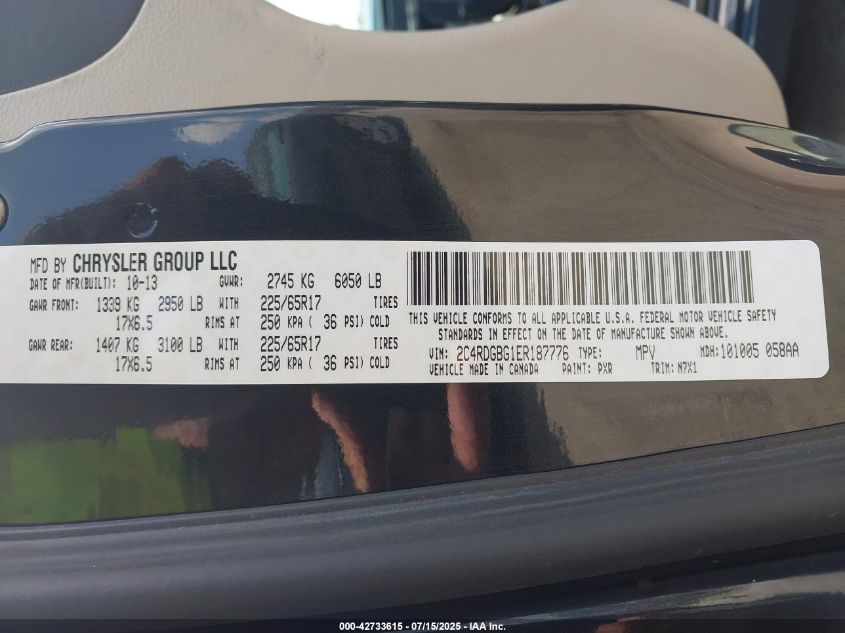 MFD BY CHRYSLER GROUP LLC
DATE OF MFR(BUILT): 10-13 GVWR: 2745 KG 6050 LB
GAWR FRONT: 1339 KG 2950 LB WITH 225/65R17 TIRES
17X6.5 RIMS AT 250 KPA ( 36 PSI) COLD
GAWR REAR: 1407 KG 3100 LB WITH 225/65R17 TIRES
17X6.5 RIMS AT 250 KPA ( 36 PSI) COLD
THIS VEHICLE CONFORMS TO ALL APPLICABLE U.S.A. FEDERAL MOTOR VEHICLE SAFETY
STANDARDS IN EFFECT ON THE DATE OF MANUFACTURE SHOWN ABOVE.
VIN: 2C4RDGBG1ER187776 TYPE: MPV MDH: 101005 058AA
VEHICLE MADE IN CANADA PAINT: PXR TRIM: N7X1
000-42733615 - 07/15/2025 - IAA Inc.